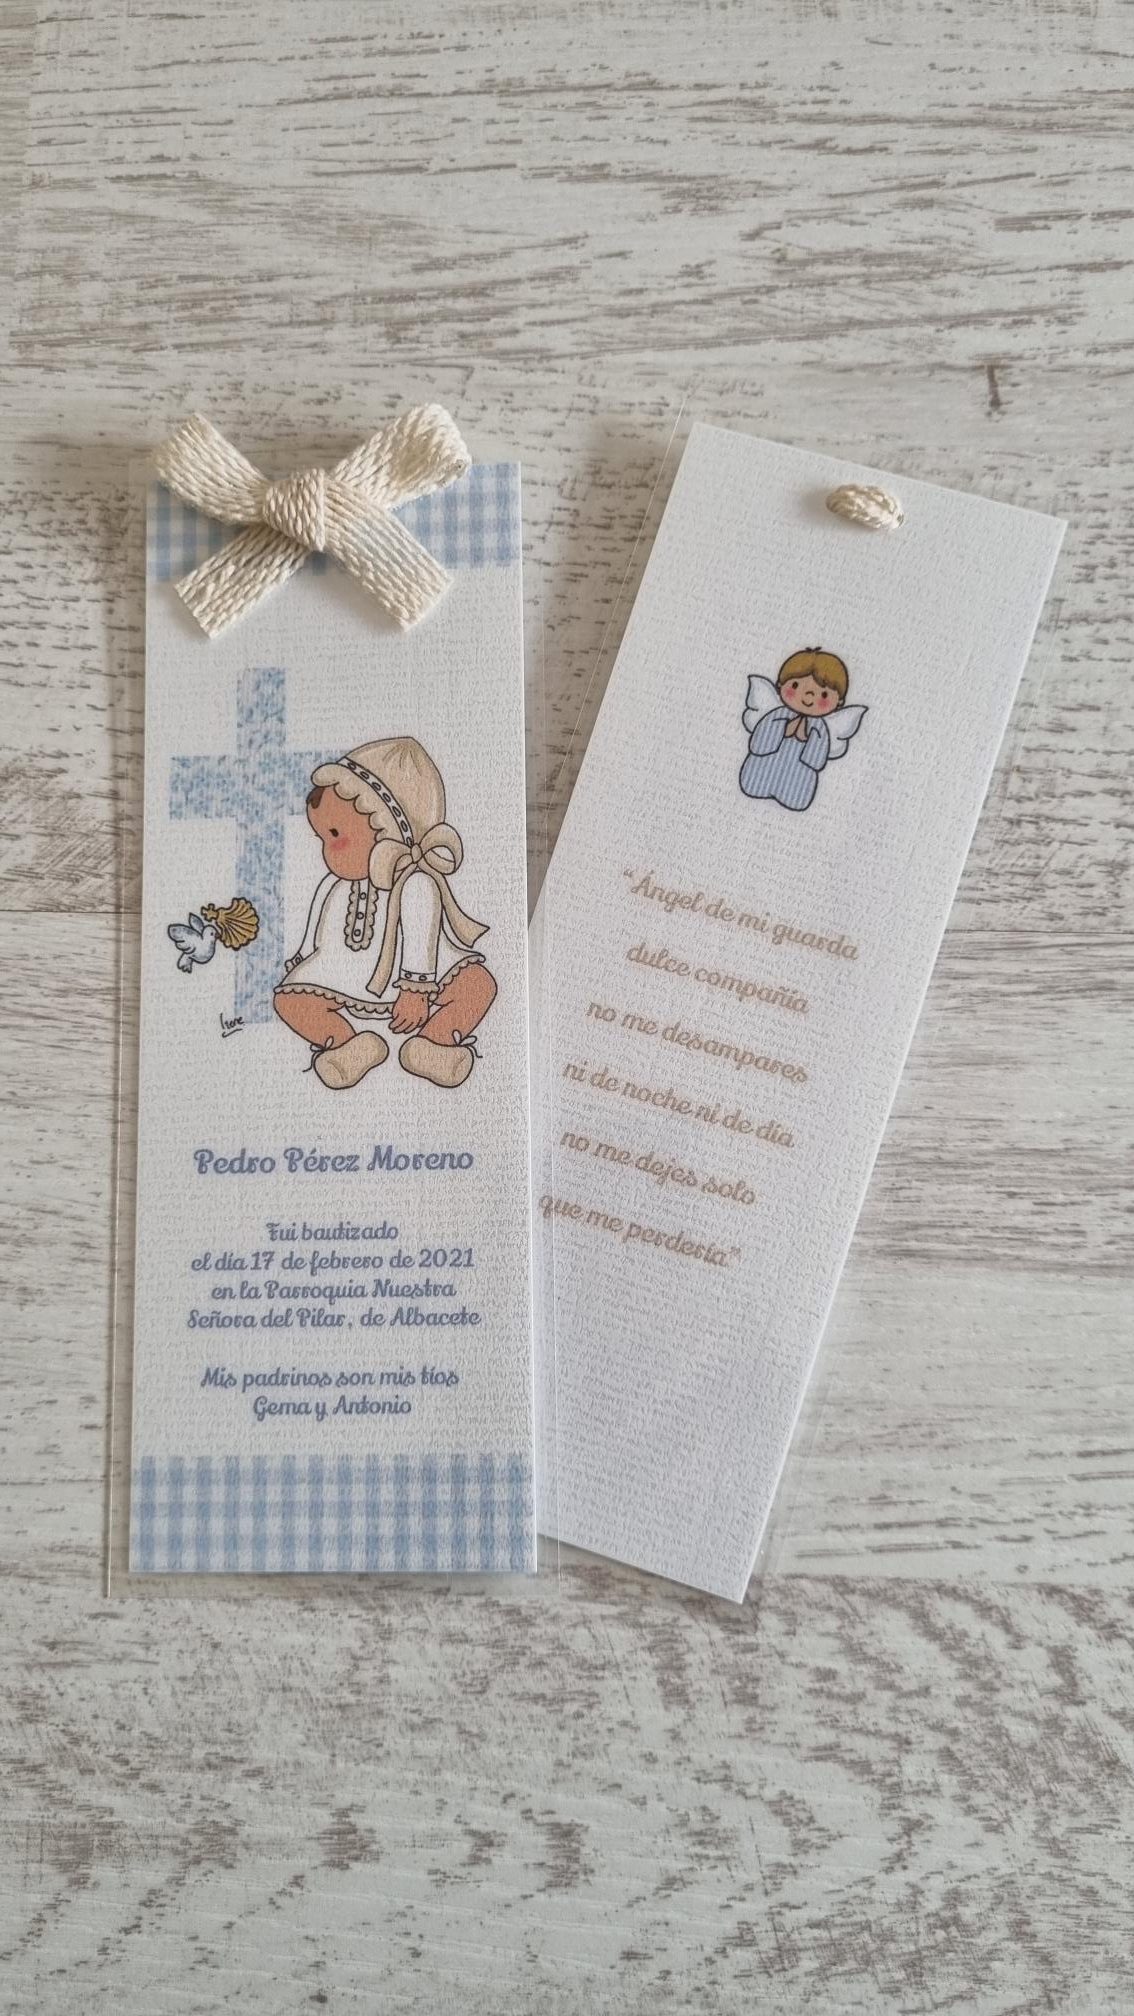 Irene
Pedro Pérez Moreno
Fui bautizado
el día 17 de febrero de 2021
en la Parroquia Nuestra
Señora del Pilar, de Albacete
Mis padrinos son mis tíos
Gema y Antonio
“Ángel de mi guarda
dulce compañía
no me desampares
ni de noche ni de día
no me dejes solo
que me perdería”